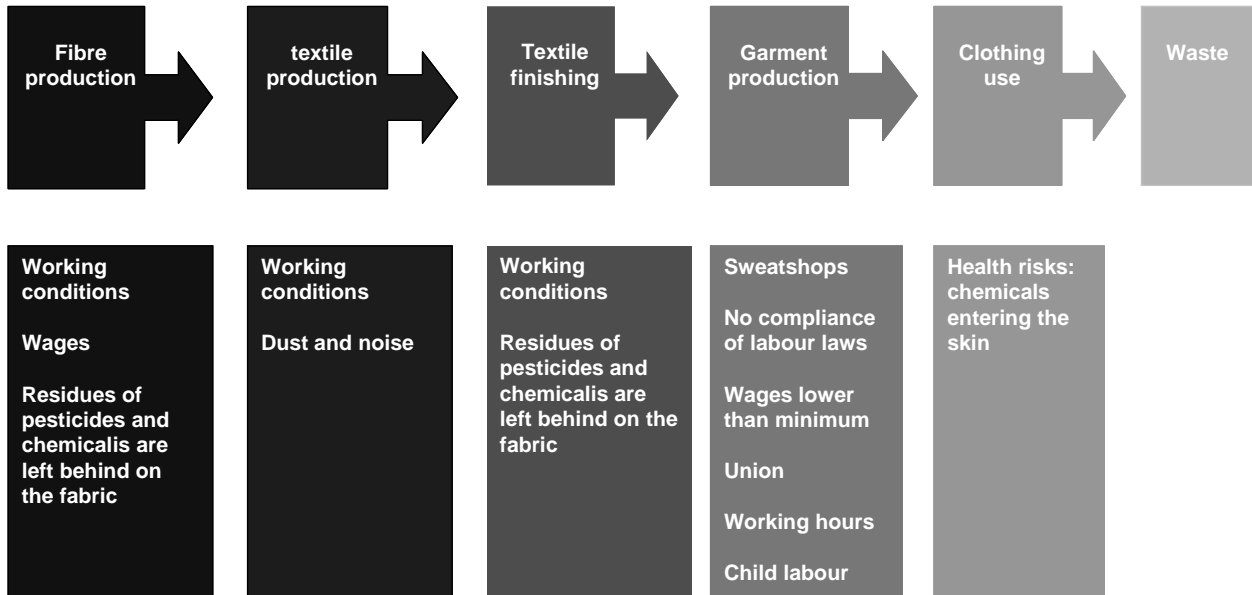 Fibre
production
textile
production
Textile
finishing
Garment
production
Clothing
use
Waste
Working
conditions
Wages
Residues of
pesticides and
chemicalis are
left behind on
the fabric
Working
conditions
Dust and noise
Working
conditions
Residues of
pesticides and
chemicalis are
left behind on the
fabric
Sweatshops
No compliance
of labour laws
Wages lower
than minimum
Union
Working hours
Child labour
Health risks:
chemicals
entering the
skin